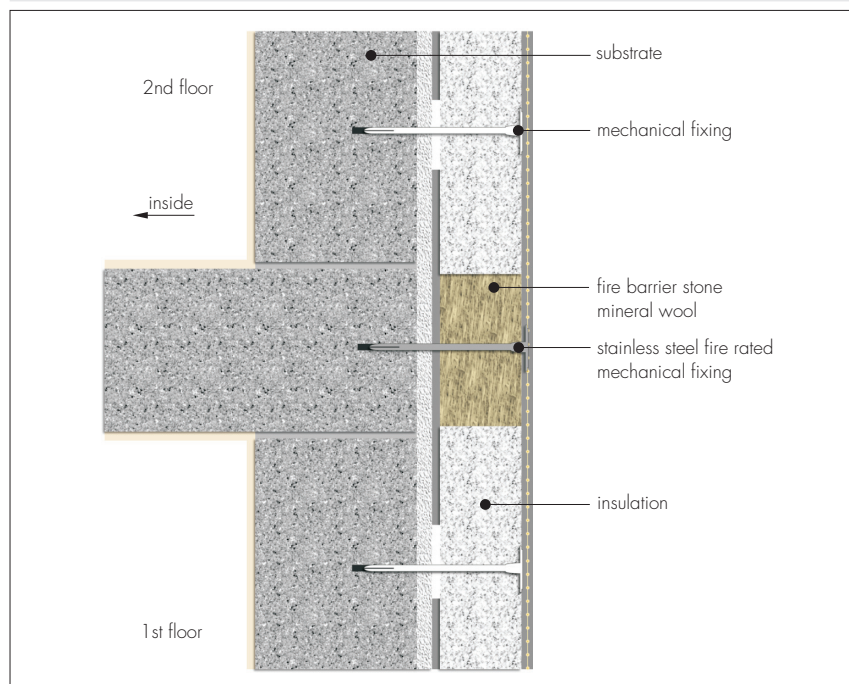 substrate
2nd floor
mechanical fixing
inside
fire barrier stone
mineral wool
stainless steel fire rated
mechanical fixing
insulation
1st floor